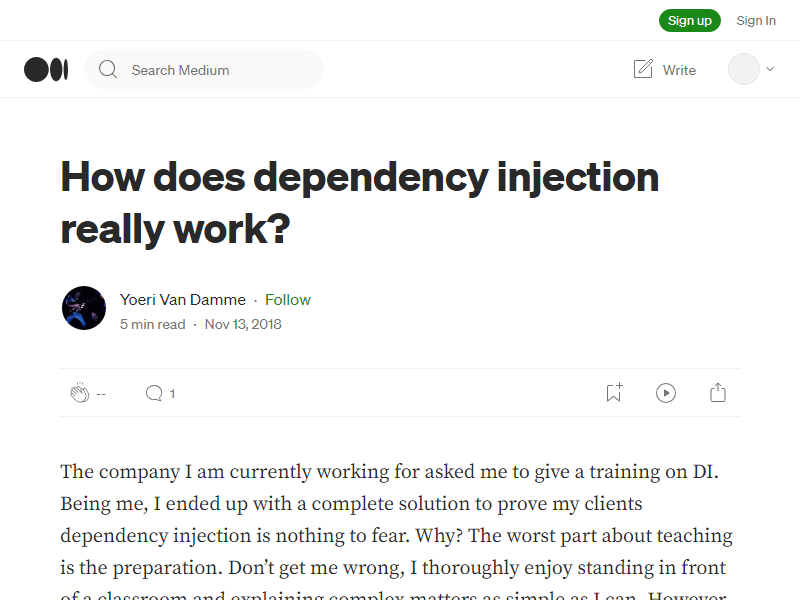 Sign up
Sign In
Search Medium
Write
How does dependency injection
really work?
Yoeri Van Damme · Follow
5 min read · Nov 13, 2018
--
1
The company I am currently working for asked me to give a training on DI.
Being me, I ended up with a complete solution to prove my clients
dependency injection is nothing to fear. Why? The worst part about teaching
is the preparation. Don’t get me wrong, I thoroughly enjoy standing in front
of a classroom and explaining complex matters as simple as I can. However,